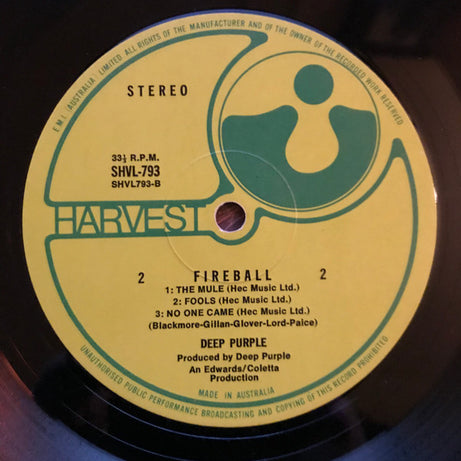 E.M.I. (AUSTRALIA) LIMITED. ALL RIGHTS OF THE MANUFACTURER AND OF THE OWNER OF THE RECORDED WORK RESERVED
STEREO
33⅓ R.P.M.
SHVL-793
SHVL793-B
HARVEST
2 FIREBALL 2
1: THE MULE (Hec Music Ltd.)
2: FOOLS (Hec Music Ltd.)
3: NO ONE CAME (Hec Music Ltd.)
(Blackmore-Gillan-Glover-Lord-Paice)
DEEP PURPLE
Produced by Deep Purple
An Edwards/Coletta
Production
MADE IN AUSTRALIA
UNAUTHORISED PUBLIC PERFORMANCE BROADCASTING AND COPYING OF THIS RECORD PROHIBITED